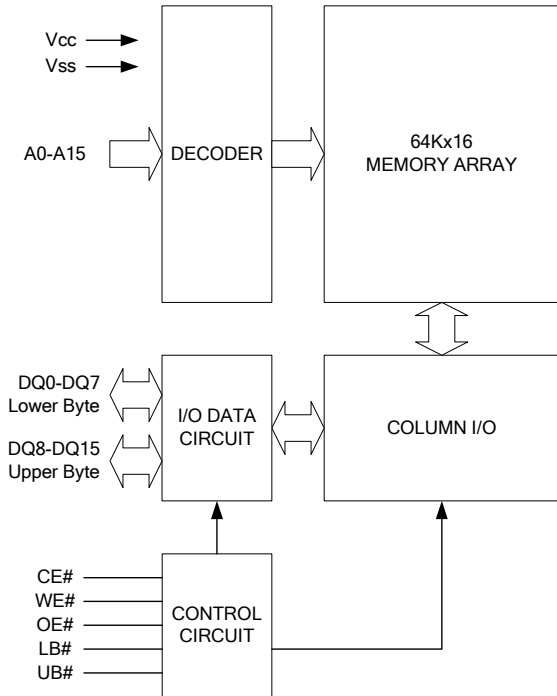 Vcc
Vss
A0-A15
DECODER
64Kx16
MEMORY ARRAY
DQ0-DQ7
Lower Byte
DQ8-DQ15
Upper Byte
I/O DATA
CIRCUIT
COLUMN I/O
CE#
WE#
OE#
LB#
UB#
CONTROL
CIRCUIT